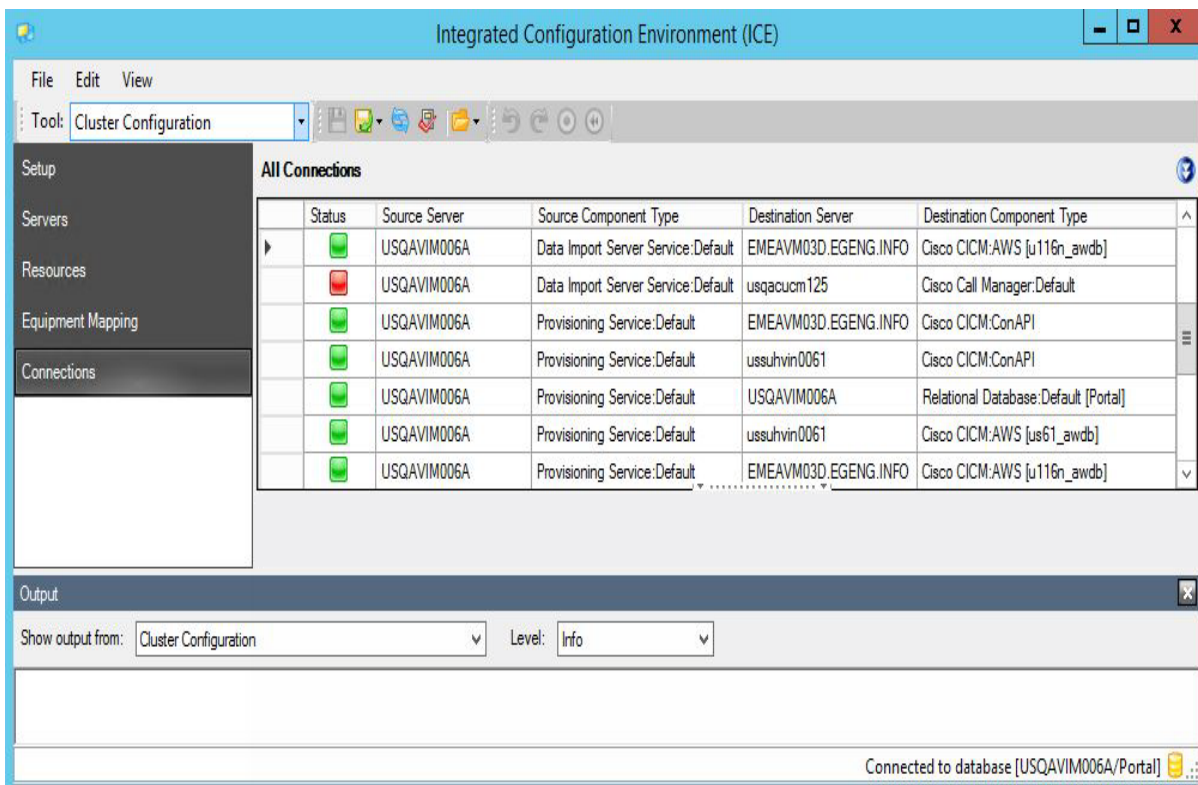 Integrated Configuration Environment (ICE)
X
File Edit View
Tool: Cluster Configuration
Setup
Servers
Resources
Equipment Mapping
Connections
All Connections
Status Source Server Source Component Type Destination Server Destination Component Type
USQAVIM006A Data Import Server Service:Default EMEAVM03D.EGENG.INFO Cisco CICM:AWS [u116n_awdb]
USQAVIM006A Data Import Server Service:Default usqacucm125 Cisco Call Manager:Default
USQAVIM006A Provisioning Service:Default EMEAVM03D.EGENG.INFO Cisco CICM:ConAPI
USQAVIM006A Provisioning Service:Default ussuhvin0061 Cisco CICM:ConAPI
USQAVIM006A Provisioning Service:Default USQAVIM006A Relational Database:Default [Portal]
USQAVIM006A Provisioning Service:Default ussuhvin0061 Cisco CICM:AWS [us61_awdb]
USQAVIM006A Provisioning Service:Default EMEAVM03D.EGENG.INFO Cisco CICM:AWS [u116n_awdb]
Output
Show output from: Cluster Configuration Level: Info
Connected to database [USQAVIM006A/Portal]